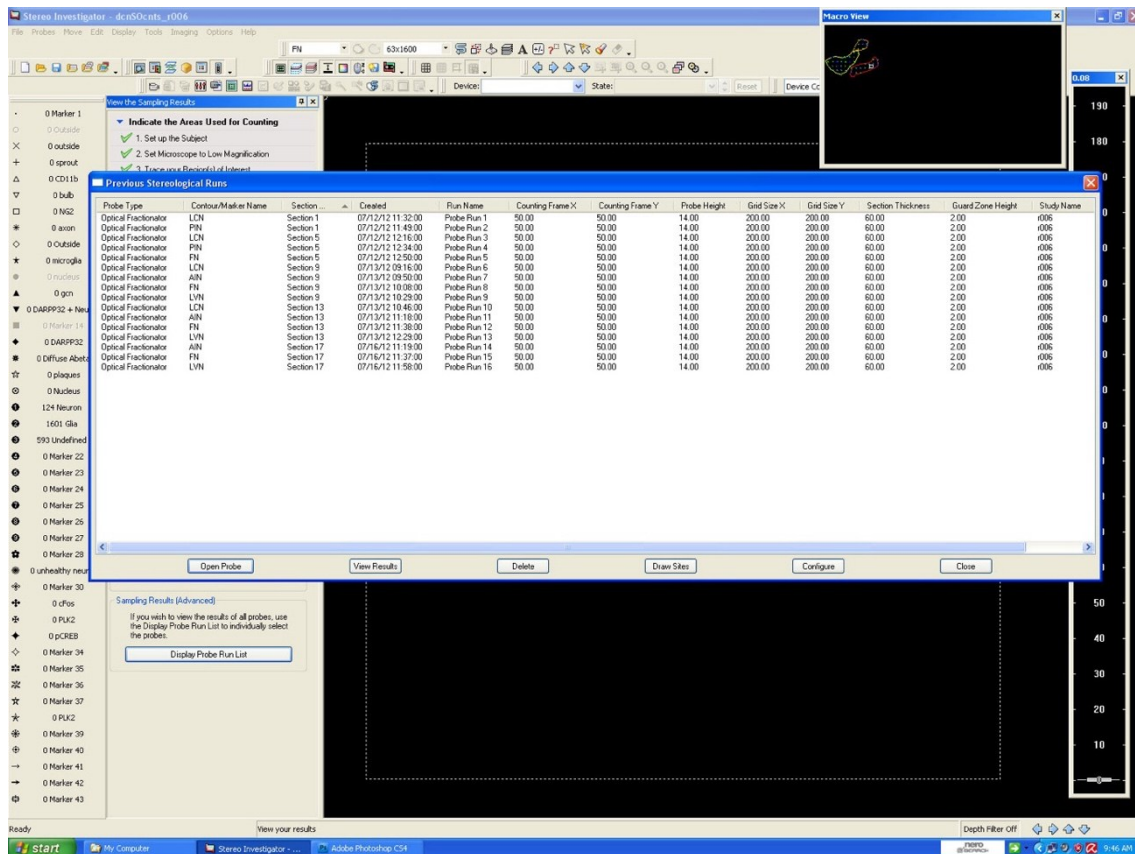 Stereo Investigator - dcnSOcnts_r006
Macro View
File Probes Move Edit Display Tools Imaging Options Help
FN 63x1600
Device: State: Reset Device Cc
0.08
View the Sampling Results
Indicate the Areas Used for Counting
1. Set up the Subject
2. Set Microscope to Low Magnification
3. Trace your Region(s) of Interest
0 Marker 1
0 Outside
0 outside
0 sprout
0 CD11b
0 bulb
0 NG2
0 axon
0 Outside
0 microglia
0 nucleus
0 gcn
0 DARPP32 + Neu
0 Marker 14
0 DARPP32
0 Diffuse Abeta
0 plaques
0 Nucleus
124 Neuron
1601 Glia
593 Undefined
0 Marker 22
0 Marker 23
0 Marker 24
0 Marker 25
0 Marker 26
0 Marker 27
0 Marker 28
0 unhealthy neur
0 Marker 30
0 cFos
0 PLK2
0 pCREB
0 Marker 34
0 Marker 35
0 Marker 36
0 Marker 37
0 PLK2
0 Marker 39
0 Marker 40
0 Marker 41
0 Marker 42
0 Marker 43
Previous Stereological Runs
Probe Type Contour/Marker Name Section ... Created Run Name Counting Frame X Counting Frame Y Probe Height Grid Size X Grid Size Y Section Thickness Guard Zone Height Study Name
Optical Fractionator LCN Section 1 07/12/12 11:32:00 Probe Run 1 50.00 50.00 14.00 200.00 200.00 60.00 2.00 r006
Optical Fractionator PIN Section 1 07/12/12 11:49:00 Probe Run 2 50.00 50.00 14.00 200.00 200.00 60.00 2.00 r006
Optical Fractionator LCN Section 5 07/12/12 12:16:00 Probe Run 3 50.00 50.00 14.00 200.00 200.00 60.00 2.00 r006
Optical Fractionator PIN Section 5 07/12/12 12:34:00 Probe Run 4 50.00 50.00 14.00 200.00 200.00 60.00 2.00 r006
Optical Fractionator FN Section 5 07/12/12 12:50:00 Probe Run 5 50.00 50.00 14.00 200.00 200.00 60.00 2.00 r006
Optical Fractionator LCN Section 9 07/13/12 09:16:00 Probe Run 6 50.00 50.00 14.00 200.00 200.00 60.00 2.00 r006
Optical Fractionator AIN Section 9 07/13/12 09:50:00 Probe Run 7 50.00 50.00 14.00 200.00 200.00 60.00 2.00 r006
Optical Fractionator FN Section 9 07/13/12 10:08:00 Probe Run 8 50.00 50.00 14.00 200.00 200.00 60.00 2.00 r006
Optical Fractionator LVN Section 9 07/13/12 10:29:00 Probe Run 9 50.00 50.00 14.00 200.00 200.00 60.00 2.00 r006
Optical Fractionator LCN Section 13 07/13/12 10:46:00 Probe Run 10 50.00 50.00 14.00 200.00 200.00 60.00 2.00 r006
Optical Fractionator AIN Section 13 07/13/12 11:18:00 Probe Run 11 50.00 50.00 14.00 200.00 200.00 60.00 2.00 r006
Optical Fractionator FN Section 13 07/13/12 11:38:00 Probe Run 12 50.00 50.00 14.00 200.00 200.00 60.00 2.00 r006
Optical Fractionator LVN Section 13 07/13/12 12:29:00 Probe Run 13 50.00 50.00 14.00 200.00 200.00 60.00 2.00 r006
Optical Fractionator AIN Section 17 07/16/12 11:19:00 Probe Run 14 50.00 50.00 14.00 200.00 200.00 60.00 2.00 r006
Optical Fractionator FN Section 17 07/16/12 11:37:00 Probe Run 15 50.00 50.00 14.00 200.00 200.00 60.00 2.00 r006
Optical Fractionator LVN Section 17 07/16/12 11:58:00 Probe Run 16 50.00 50.00 14.00 200.00 200.00 60.00 2.00 r006
Open Probe View Results Delete Draw Sites Configure Close
Sampling Results (Advanced)
If you wish to view the results of all probes, use
the Display Probe Run List to individually select
the probes.
Display Probe Run List
190
180
50
40
30
20
10
0
Ready View your results Depth Filter Off
start My Computer Stereo Investigator - ... Adobe Photoshop CS4 nero SEARCH 9:46 AM